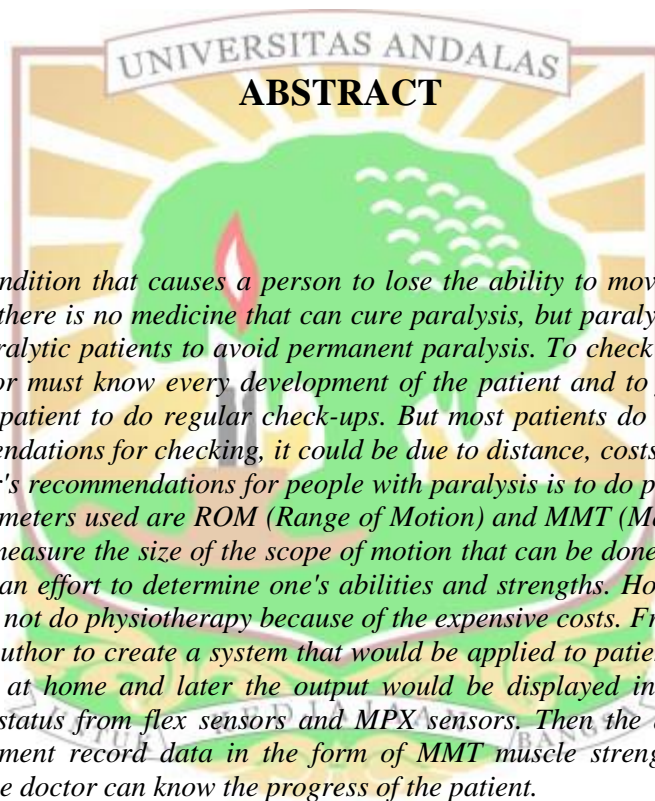 UNIVERSITAS ANDALAS
ABSTRACT
ndition that causes a person to lose the ability to mov
there is no medicine that can cure paralysis, but paraly
ralytic patients to avoid permanent paralysis. To check
or must know every development of the patient and to
patient to do regular check-ups. But most patients do
endations for checking, it could be due to distance, costs
r's recommendations for people with paralysis is to do p
meters used are ROM (Range of Motion) and MMT (Ma
measure the size of the scope of motion that can be done
an effort to determine one's abilities and strengths. Ho
not do physiotherapy because of the expensive costs. Fr
uthor to create a system that would be applied to patie
at home and later the output would be displayed in
status from flex sensors and MPX sensors. Then the
ment record data in the form of MMT muscle streng
e doctor can know the progress of the patient.